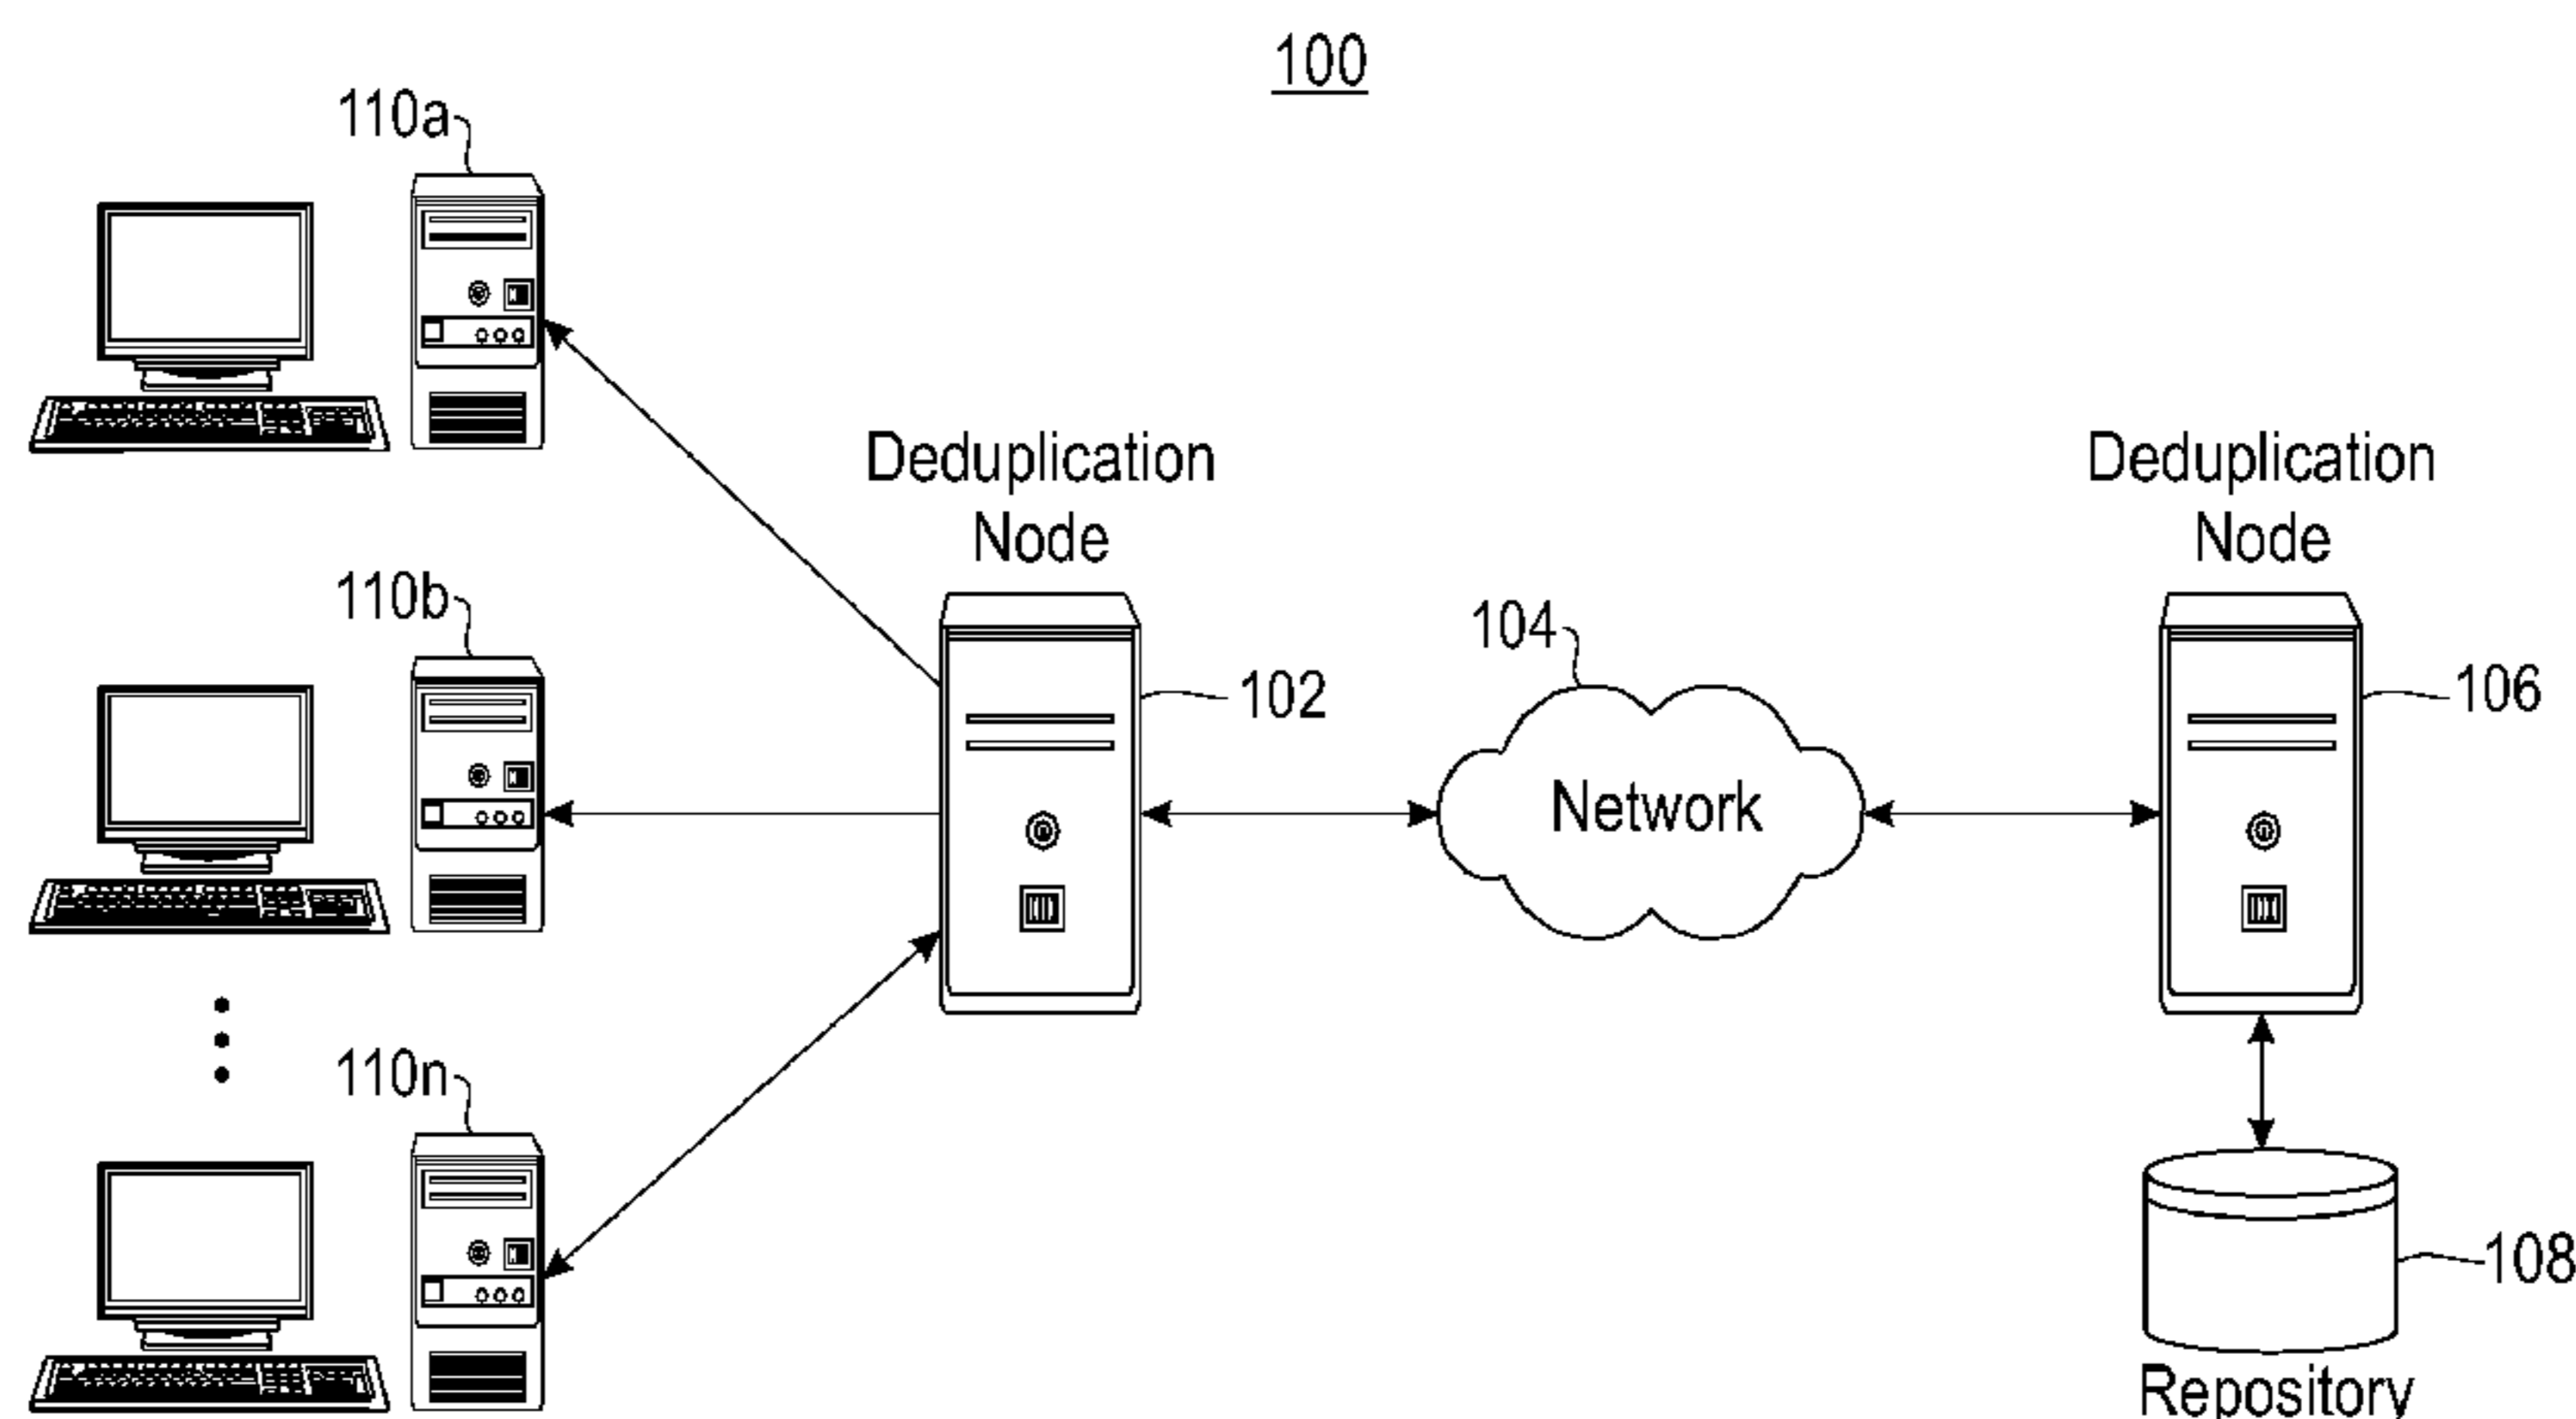 100
110a
Deduplication
Node
Deduplication
Node
110b
104
102
106
Network
110n
108
Repository